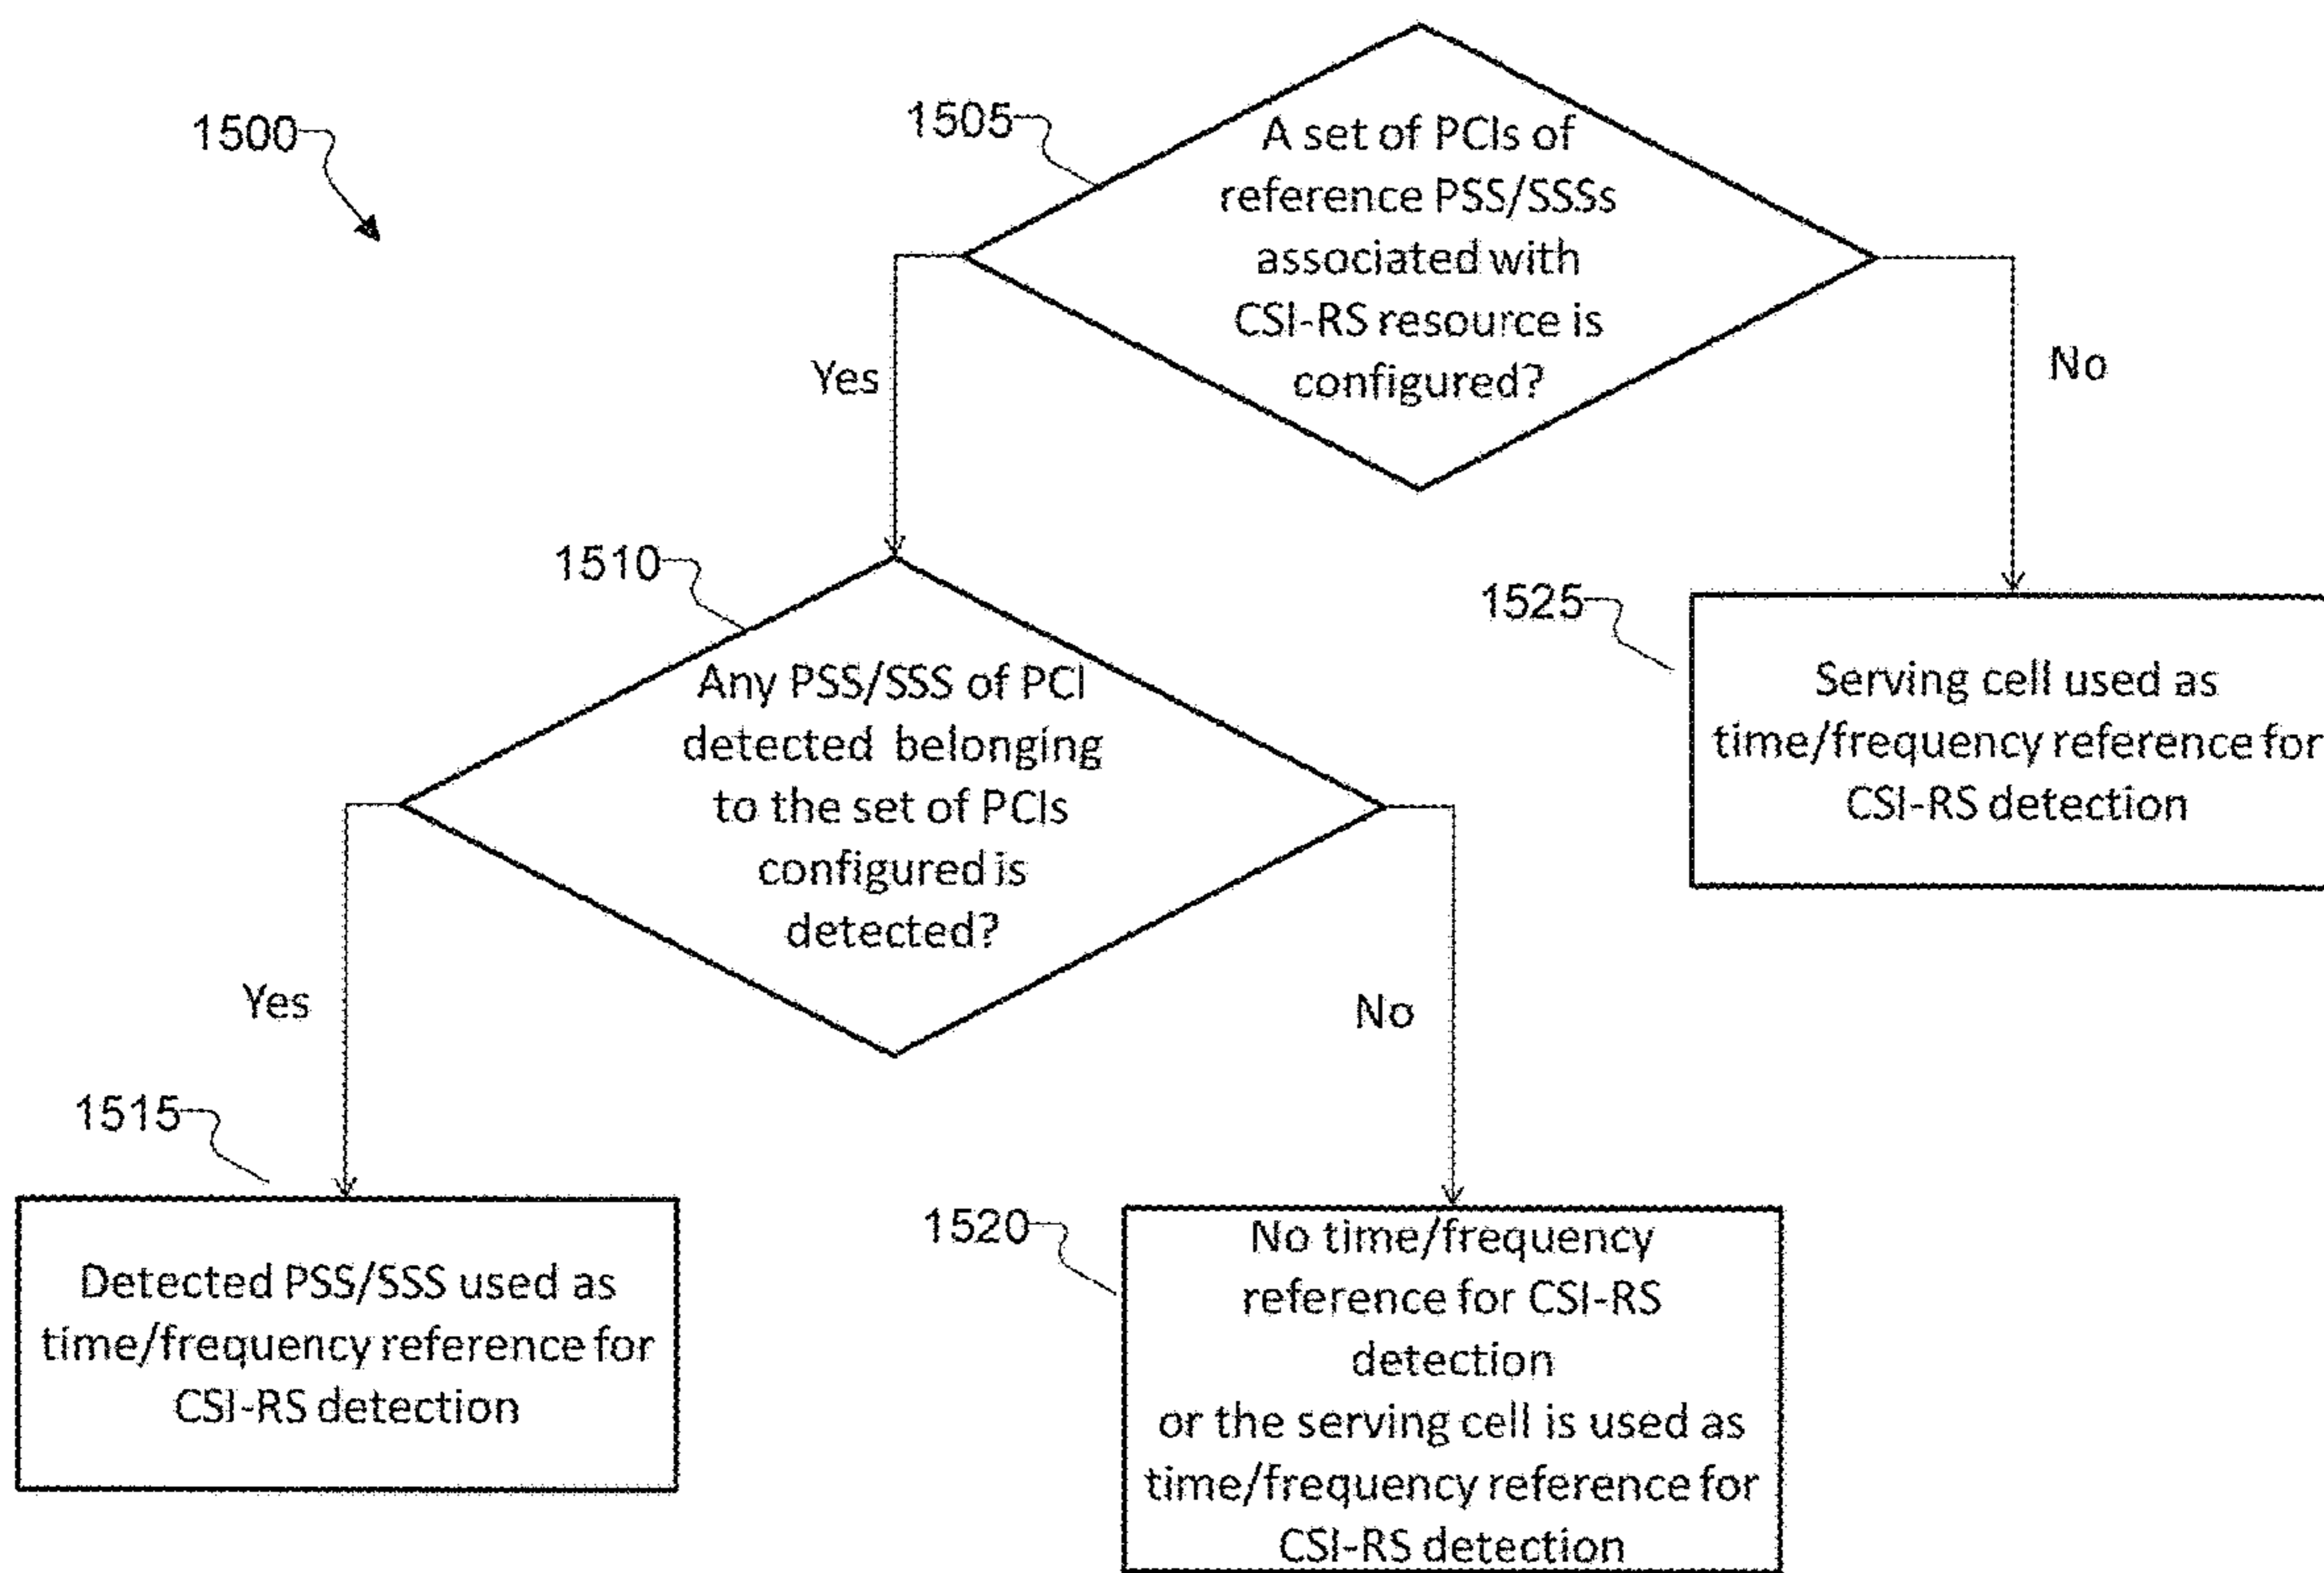 1500
1505
A set of PCIs of
reference PSS/SSSs
associated with
CSI-RS resource is
configured?
Yes
No
1510
Any PSS/SSS of PCI
detected belonging
to the set of PCIs
configured is
detected?
1525
Serving cell used as
time/frequency reference for
CSI-RS detection
Yes
No
1515
Detected PSS/SSS used as
time/frequency reference for
CSI-RS detection
1520
No time/frequency
reference for CSI-RS
detection
or the serving cell is used as
time/frequency reference for
CSI-RS detection